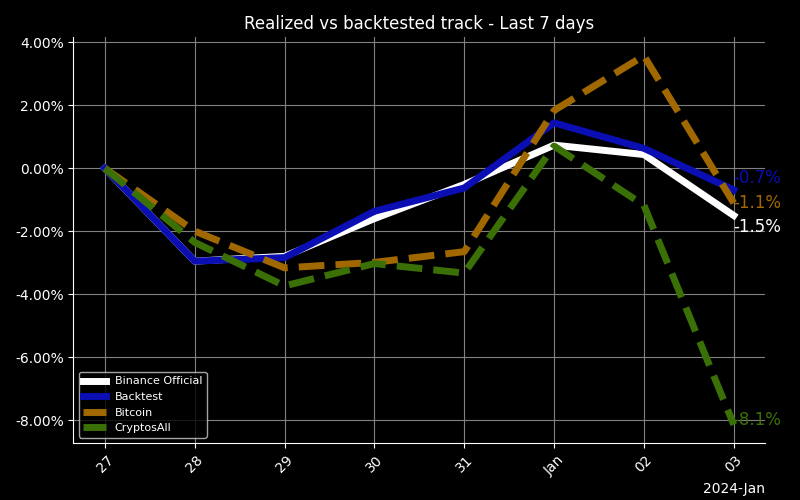 Realized vs backtested track - Last 7 days
4.00%
2.00%
0.00%
-2.00%
-4.00%
-6.00%
-8.00%
-0.7%
-1.1%
-1.5%
-8.1%
Binance Official
Backtest
Bitcoin
CryptosAll
27
28
29
30
31
Jan
02
03
2024-Jan